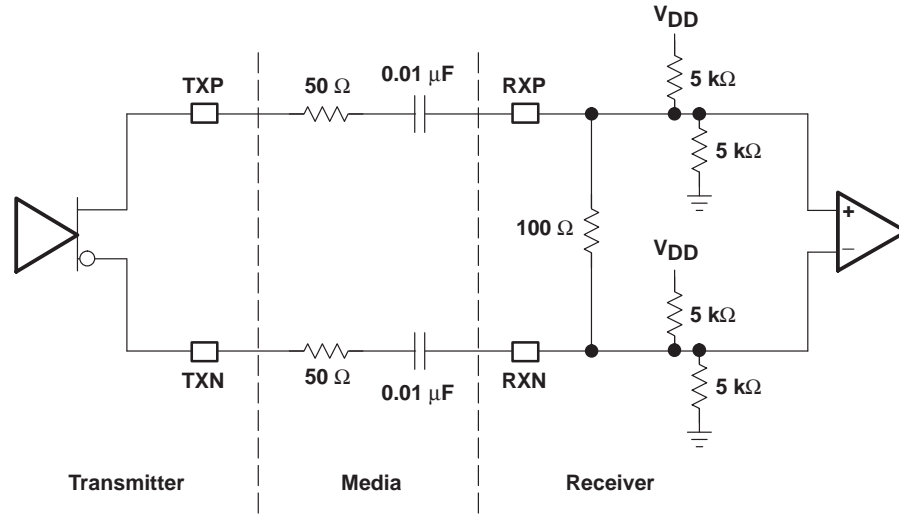 VDD
0.01 μF
TXP
50 Ω
RXP
5 kΩ
5 kΩ
+
100 Ω
VDD
−
5 kΩ
TXN
50 Ω
RXN
0.01 μF
5 kΩ
Transmitter
Media
Receiver